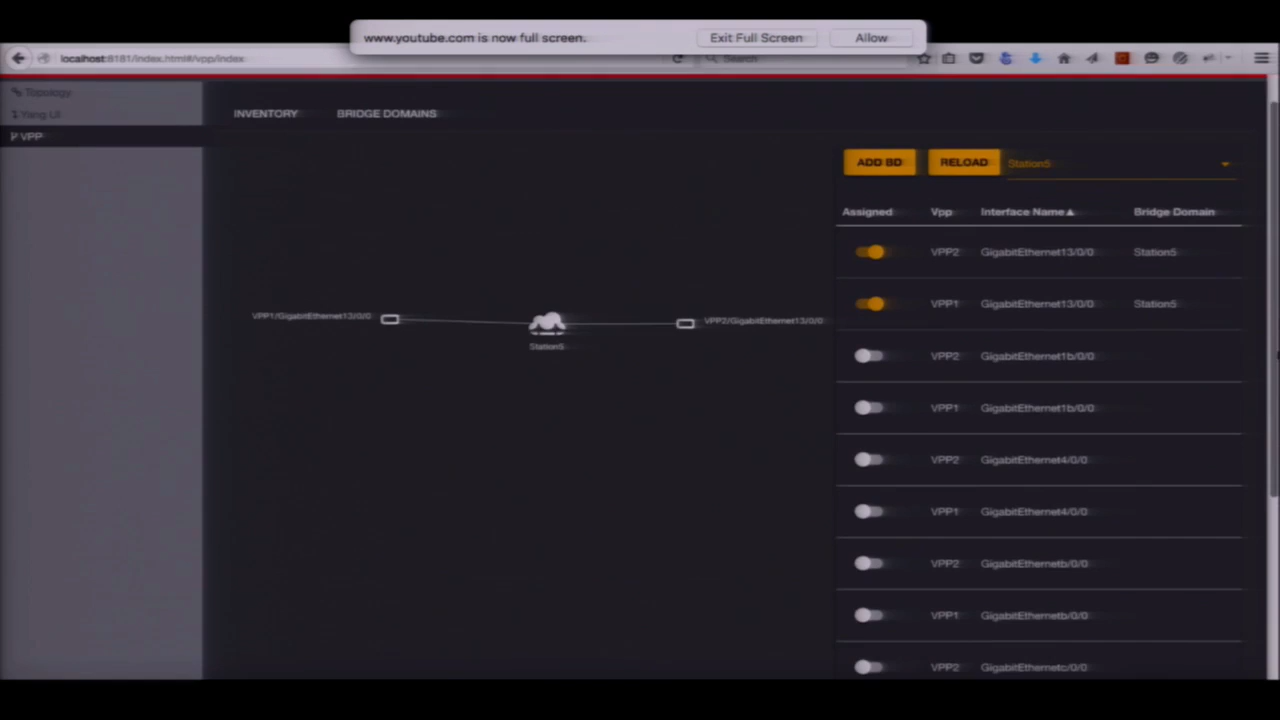 www.youtube.com is now full screen.
Exit Full Screen
Allow
localhost:8181/index.html#/vpp/index
Search
Topology
Yang UI
VPP
INVENTORY
BRIDGE DOMAINS
ADD BD
RELOAD
Station5
Assigned Vpp Interface Name Bridge Domain
VPP2 GigabitEthernet13/0/0 Station5
VPP1 GigabitEthernet13/0/0 Station5
VPP2 GigabitEthernet1b/0/0
VPP1 GigabitEthernet1b/0/0
VPP2 GigabitEthernet4/0/0
VPP1 GigabitEthernet4/0/0
VPP2 GigabitEthernetb/0/0
VPP1 GigabitEthernetb/0/0
VPP2 GigabitEthernetc/0/0
VPP1/GigabitEthernet13/0/0
Station5
VPP2/GigabitEthernet13/0/0